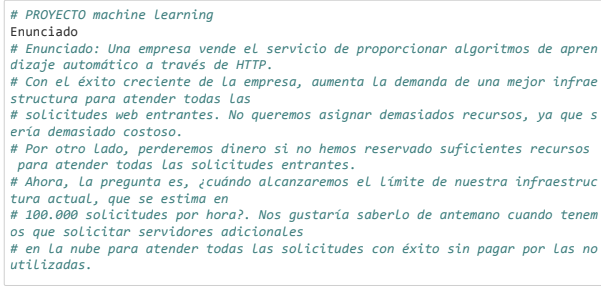 # PROYECTO machine Learning
Enunciado
# Enunciado: Una empresa vende el servicio de proporcionar algoritmos de apren
dizaje automático a través de HTTP.
# Con el éxito creciente de la empresa, aumenta la demanda de una mejor infrae
structura para atender todas las
# solicitudes web entrantes. No queremos asignar demasiados recursos, ya que s
ería demasiado costoso.
# Por otro lado, perderemos dinero si no hemos reservado suficientes recursos
para atender todas las solicitudes entrantes.
# Ahora, la pregunta es, ¿cuándo alcanzaremos el límite de nuestra infraestruc
tura actual, que se estima en
# 100.000 solicitudes por hora?. Nos gustaría saberlo de antemano cuando tenem
os que solicitar servidores adicionales
# en la nube para atender todas las solicitudes con éxito sin pagar por las no
utilizadas.